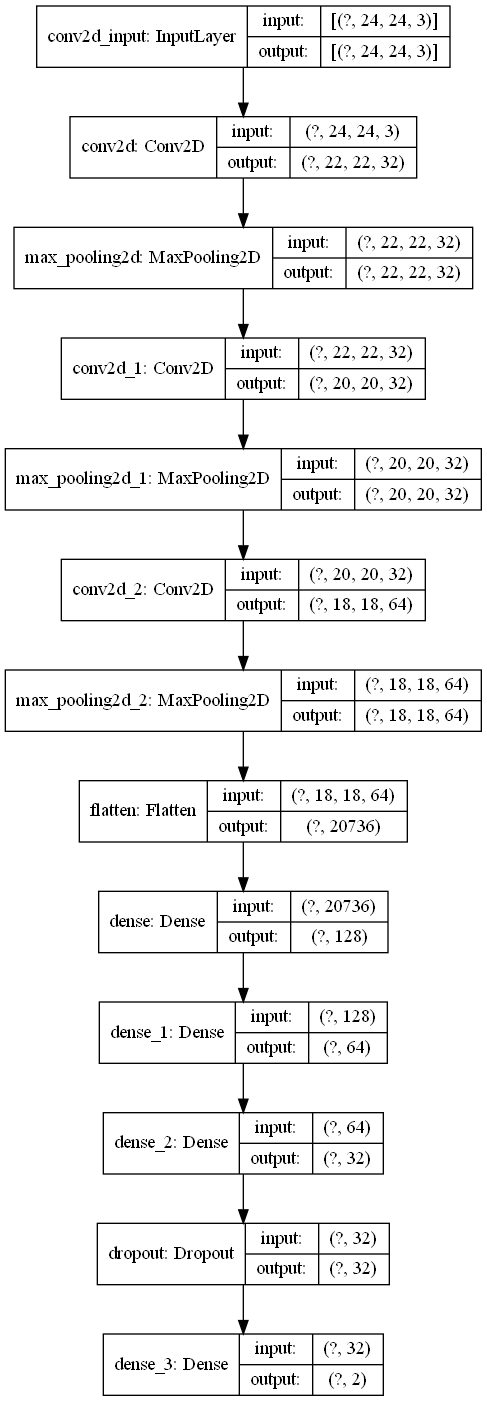 conv2d_input: InputLayer
input: [(?, 24, 24, 3)]
output: [(?, 24, 24, 3)]
conv2d: Conv2D
input: (?, 24, 24, 3)
output: (?, 22, 22, 32)
max_pooling2d: MaxPooling2D
input: (?, 22, 22, 32)
output: (?, 22, 22, 32)
conv2d_1: Conv2D
input: (?, 22, 22, 32)
output: (?, 20, 20, 32)
max_pooling2d_1: MaxPooling2D
input: (?, 20, 20, 32)
output: (?, 20, 20, 32)
conv2d_2: Conv2D
input: (?, 20, 20, 32)
output: (?, 18, 18, 64)
max_pooling2d_2: MaxPooling2D
input: (?, 18, 18, 64)
output: (?, 18, 18, 64)
flatten: Flatten
input: (?, 18, 18, 64)
output: (?, 20736)
dense: Dense
input: (?, 20736)
output: (?, 128)
dense_1: Dense
input: (?, 128)
output: (?, 64)
dense_2: Dense
input: (?, 64)
output: (?, 32)
dropout: Dropout
input: (?, 32)
output: (?, 32)
dense_3: Dense
input: (?, 32)
output: (?, 2)